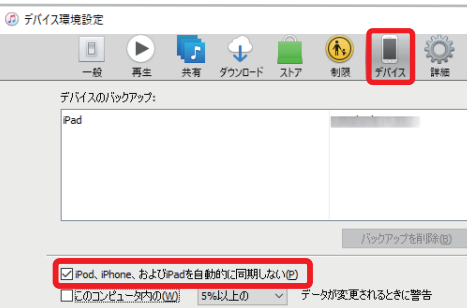 デバイス環境設定
一般 再生 共有 ダウンロード ストア 制限 デバイス 詳細
デバイスのバックアップ:
iPad
バックアップを削除(B)
iPod、iPhone、およびiPadを自動的に同期しない(P)
このコンピュータ内の(W) 5%以上の データが変更されるときに警告